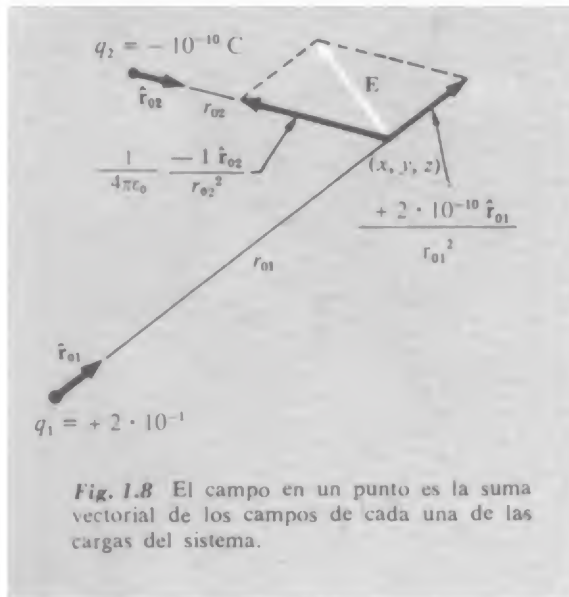 q₂ = − 10⁻¹⁰ C
r̂₀₂
r₀₂
E
1 / 4πε₀ − 1 r̂₀₂ / r₀₂²
(x, y, z)
+ 2 · 10⁻¹⁰ r̂₀₁ / r₀₁²
r₀₁
r̂₀₁
q₁ = + 2 · 10⁻¹
Fig. 1.8 El campo en un punto es la suma
vectorial de los campos de cada una de las
cargas del sistema.